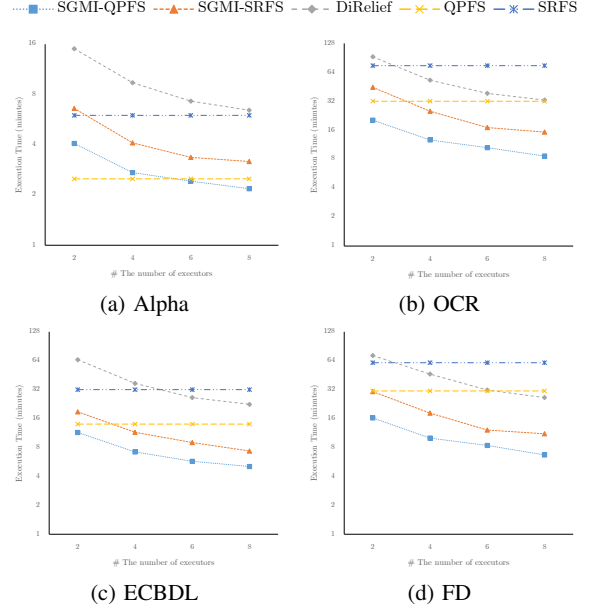 SGMI-QPFS SGMI-SRFS DiRelief QPFS SRFS
16
8
4
2
1
Execution Time (minutes)
2 4 6 8
# The number of executors
(a) Alpha
128
64
32
16
8
4
2
1
Execution Time (minutes)
2 4 6 8
# The number of executors
(b) OCR
128
64
32
16
8
4
2
1
Execution Time (minutes)
2 4 6 8
# The number of executors
(c) ECBDL
128
64
32
16
8
4
2
1
Execution Time (minutes)
2 4 6 8
# The number of executors
(d) FD